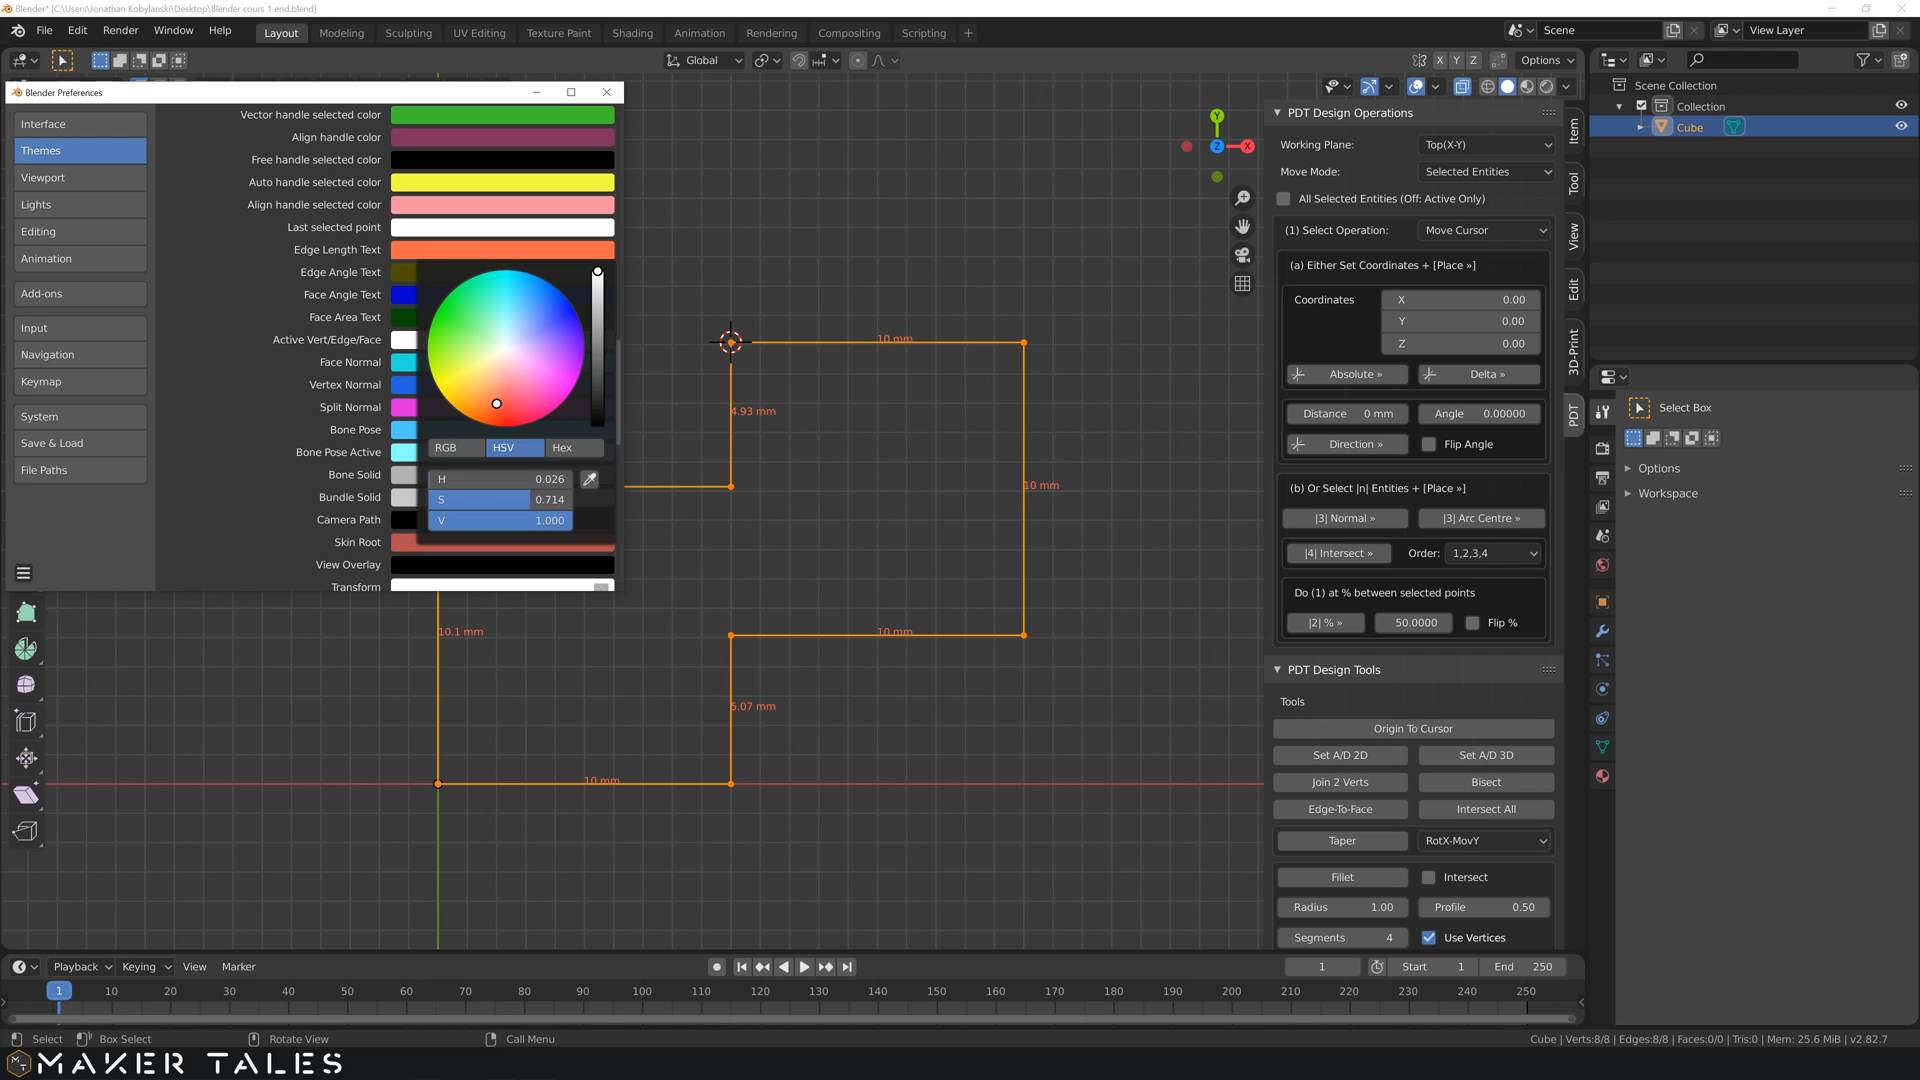 Blender* [C:\Users\Jonathan Kobylanski\Desktop\Blender cours 1 end.blend]
File Edit Render Window Help Layout Modeling Sculpting UV Editing Texture Paint Shading Animation Rendering Compositing Scripting + Scene View Layer
Global X Y Z Options
Scene Collection
Collection
Cube
Blender Preferences
Interface
Themes
Viewport
Lights
Editing
Animation
Add-ons
Input
Navigation
Keymap
System
Save & Load
File Paths
Vector handle selected color
Align handle color
Free handle selected color
Auto handle selected color
Align handle selected color
Last selected point
Edge Length Text
Edge Angle Text
Face Angle Text
Face Area Text
Active Vert/Edge/Face
Face Normal
Vertex Normal
Split Normal
Bone Pose
Bone Pose Active
Bone Solid
Bundle Solid
Camera Path
Skin Root
View Overlay
Transform
RGB HSV Hex
H 0.026
S 0.714
V 1.000
Y
Z X
10 mm
4.93 mm
10 mm
10.1 mm
10 mm
5.07 mm
10 mm
PDT Design Operations
Working Plane: Top(X-Y)
Move Mode: Selected Entities
All Selected Entities (Off: Active Only)
(1) Select Operation: Move Cursor
(a) Either Set Coordinates + [Place »]
Coordinates X 0.00
Y 0.00
Z 0.00
Absolute » Delta »
Distance 0 mm Angle 0.00000
Direction » Flip Angle
(b) Or Select |n| Entities + [Place »]
|3| Normal » |3| Arc Centre »
|4| Intersect » Order: 1,2,3,4
Do (1) at % between selected points
|2| % » 50.0000 Flip %
PDT Design Tools
Tools
Origin To Cursor
Set A/D 2D Set A/D 3D
Join 2 Verts Bisect
Edge-To-Face Intersect All
Taper RotX-MovY
Fillet Intersect
Radius 1.00 Profile 0.50
Segments 4 Use Vertices
Item
Tool
View
Edit
3D-Print
PDT
Select Box
Options
Workspace
Playback Keying View Marker 1 Start 1 End 250
1 10 20 30 40 50 60 70 80 90 100 110 120 130 140 150 160 170 180 190 200 210 220 230 240 250
Select Box Select Rotate View Call Menu Cube | Verts:8/8 | Edges:8/8 | Faces:0/0 | Tris:0 | Mem: 25.6 MiB | v2.82.7
MT MAKER TALES